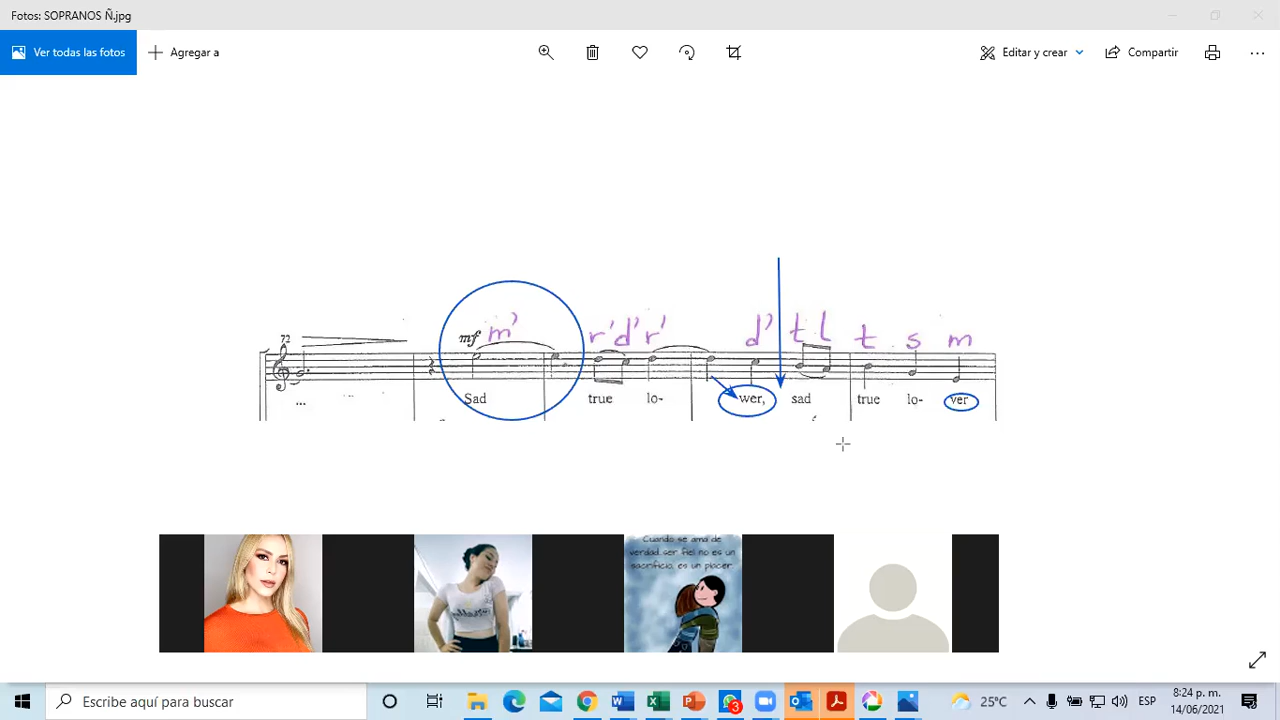 Fotos: SOPRANOS Ñ.jpg
Ver todas las fotos
Agregar a
Editar y crear
Compartir
72
mf m' r' d' r' d' t l t s m
... Sad true lo- wer, sad true lo- ver
Cuando se ama de
verdad...ser fiel no es un
sacrificio, es un placer.
Escribe aquí para buscar
3
25°C
ESP
8:24 p. m.
14/06/2021
3